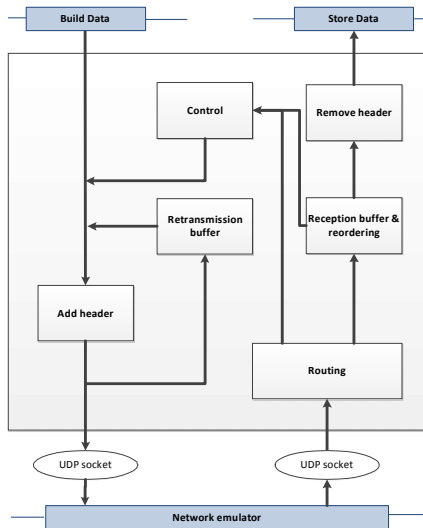 Build Data
Store Data
Control
Remove header
Retransmission
buffer
Reception buffer &
reordering
Add header
Routing
UDP socket
UDP socket
Network emulator